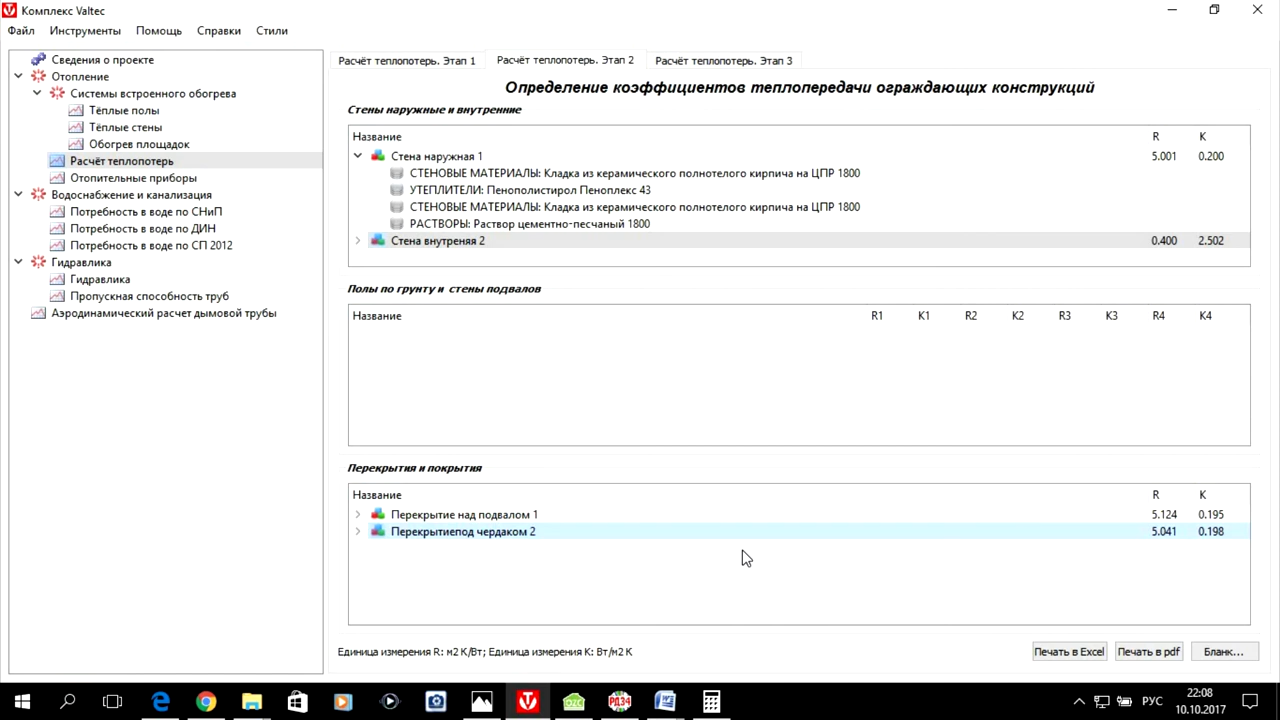 Комплекс Valtec
Файл Инструменты Помощь Справки Стили
Сведения о проекте
Отопление
Системы встроенного обогрева
Тёплые полы
Тёплые стены
Обогрев площадок
Расчёт теплопотерь
Отопительные приборы
Водоснабжение и канализация
Потребность в воде по СНиП
Потребность в воде по ДИН
Потребность в воде по СП 2012
Гидравлика
Гидравлика
Пропускная способность труб
Аэродинамический расчет дымовой трубы
Расчёт теплопотерь. Этап 1 Расчёт теплопотерь. Этап 2 Расчёт теплопотерь. Этап 3
Определение коэффициентов теплопередачи ограждающих конструкций
Стены наружные и внутренние
Название R K
Стена наружная 1 5.001 0.200
СТЕНОВЫЕ МАТЕРИАЛЫ: Кладка из керамического полнотелого кирпича на ЦПР 1800
УТЕПЛИТЕЛИ: Пенополистирол Пеноплекс 43
СТЕНОВЫЕ МАТЕРИАЛЫ: Кладка из керамического полнотелого кирпича на ЦПР 1800
РАСТВОРЫ: Раствор цементно-песчаный 1800
Стена внутреняя 2 0.400 2.502
Полы по грунту и стены подвалов
Название R1 K1 R2 K2 R3 K3 R4 K4
Перекрытия и покрытия
Название R K
Перекрытие над подвалом 1 5.124 0.195
Перекрытиепод чердаком 2 5.041 0.198
Единица измерения R: м2 К/Вт; Единица измерения K: Вт/м2 К
Печать в Excel Печать в pdf Бланк...
РУС
22:08
10.10.2017